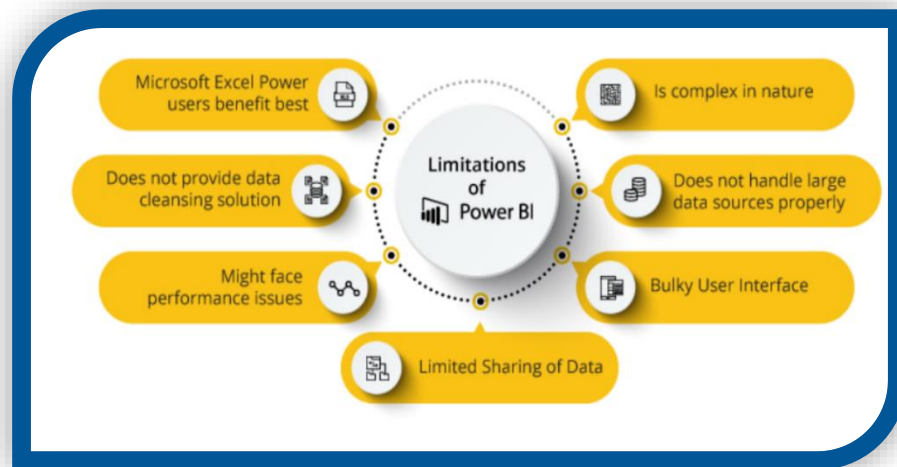 Limitations
of
Power BI
Microsoft Excel Power
users benefit best
Does not provide data
cleansing solution
Might face
performance issues
Limited Sharing of Data
Is complex in nature
Does not handle large
data sources properly
Bulky User Interface